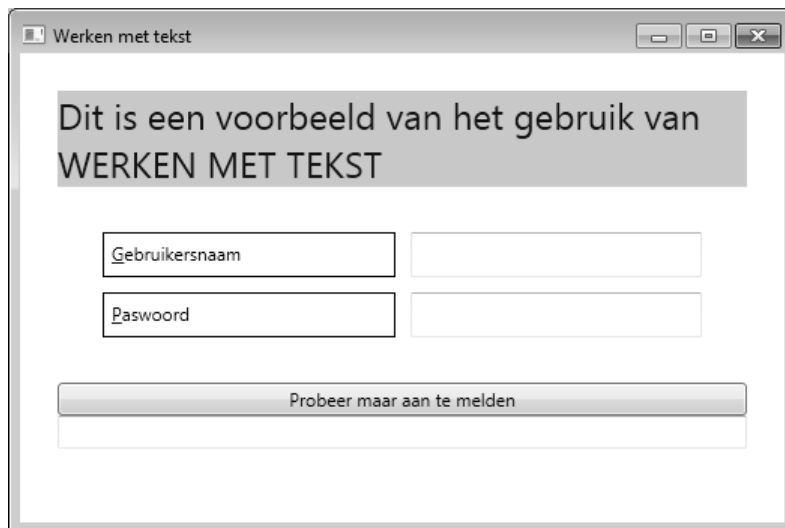 Werken met tekst
Dit is een voorbeeld van het gebruik van
WERKEN MET TEKST
Gebruikersnaam
Paswoord
Probeer maar aan te melden